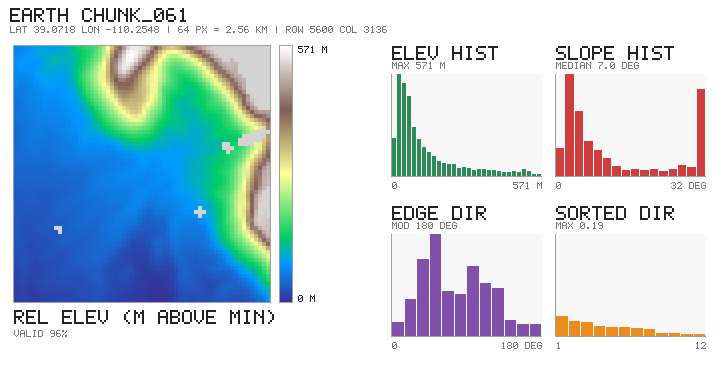 EARTH CHUNK_061
LAT 39.0718 LON -110.2548 | 64 PX = 2.56 KM | ROW 5600 COL 3136
571 M
0 M
REL ELEV (M ABOVE MIN)
VALID 96%
ELEV HIST
MAX 571 M
0 571 M
SLOPE HIST
MEDIAN 7.0 DEG
0 32 DEG
EDGE DIR
MOD 180 DEG
0 180 DEG
SORTED DIR
MAX 0.19
1 12